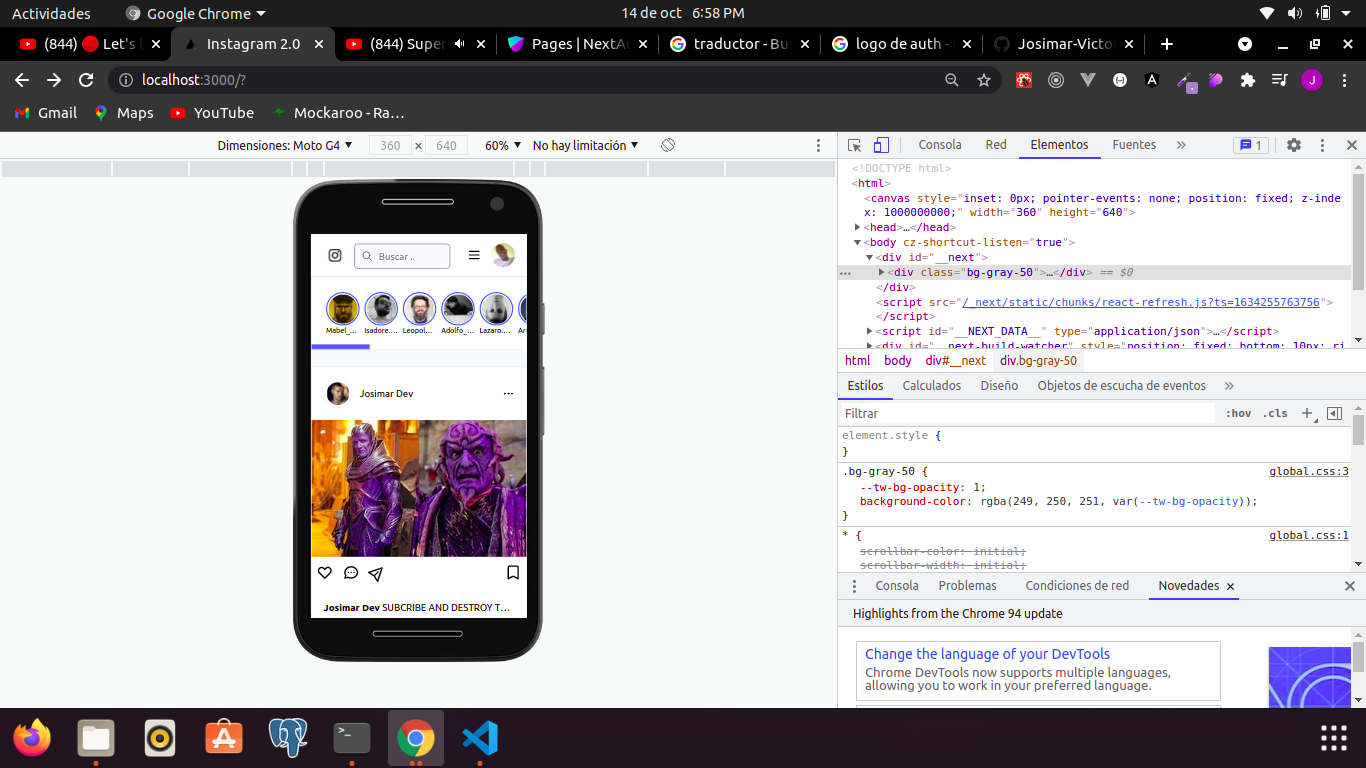 Actividades
Google Chrome
14 de oct 6:58 PM
(844) 🔴 Let's
Instagram 2.0
(844) Super
Pages | NextAu
traductor - Bus
logo de auth -
Josimar-Victo
localhost:3000/?
J
Gmail
Maps
YouTube
Mockaroo - Ra…
Dimensiones: Moto G4
360 × 640
60%
No hay limitación
Buscar ..
Mabel_...
Isadore....
Leopol...
Adolfo_...
Lazaro....
Josimar Dev
...
Josimar Dev SUBCRIBE AND DESTROY T...
Consola
Red
Elementos
Fuentes
»
1
<!DOCTYPE html>
<html>
<canvas style="inset: 0px; pointer-events: none; position: fixed; z-inde
x: 1000000000;" width="360" height="640">
<head>…</head>
<body cz-shortcut-listen="true">
<div id="__next">
<div class="bg-gray-50">…</div> == $0
</div>
<script src="/_next/static/chunks/react-refresh.js?ts=1634255763756">
</script>
<script id="__NEXT_DATA__" type="application/json">…</script>
<div id="__next-build-watcher" style="position: fixed; bottom: 10px; ri
html
body
div#__next
div.bg-gray-50
Estilos
Calculados
Diseño
Objetos de escucha de eventos
»
Filtrar
:hov
.cls
element.style {
}
.bg-gray-50 {
global.css:3
--tw-bg-opacity: 1;
background-color: rgba(249, 250, 251, var(--tw-bg-opacity));
}
* {
global.css:1
scrollbar-color: initial;
scrollbar-width: initial;
Consola
Problemas
Condiciones de red
Novedades
Highlights from the Chrome 94 update
Change the language of your DevTools
Chrome DevTools now supports multiple languages,
allowing you to work in your preferred language.